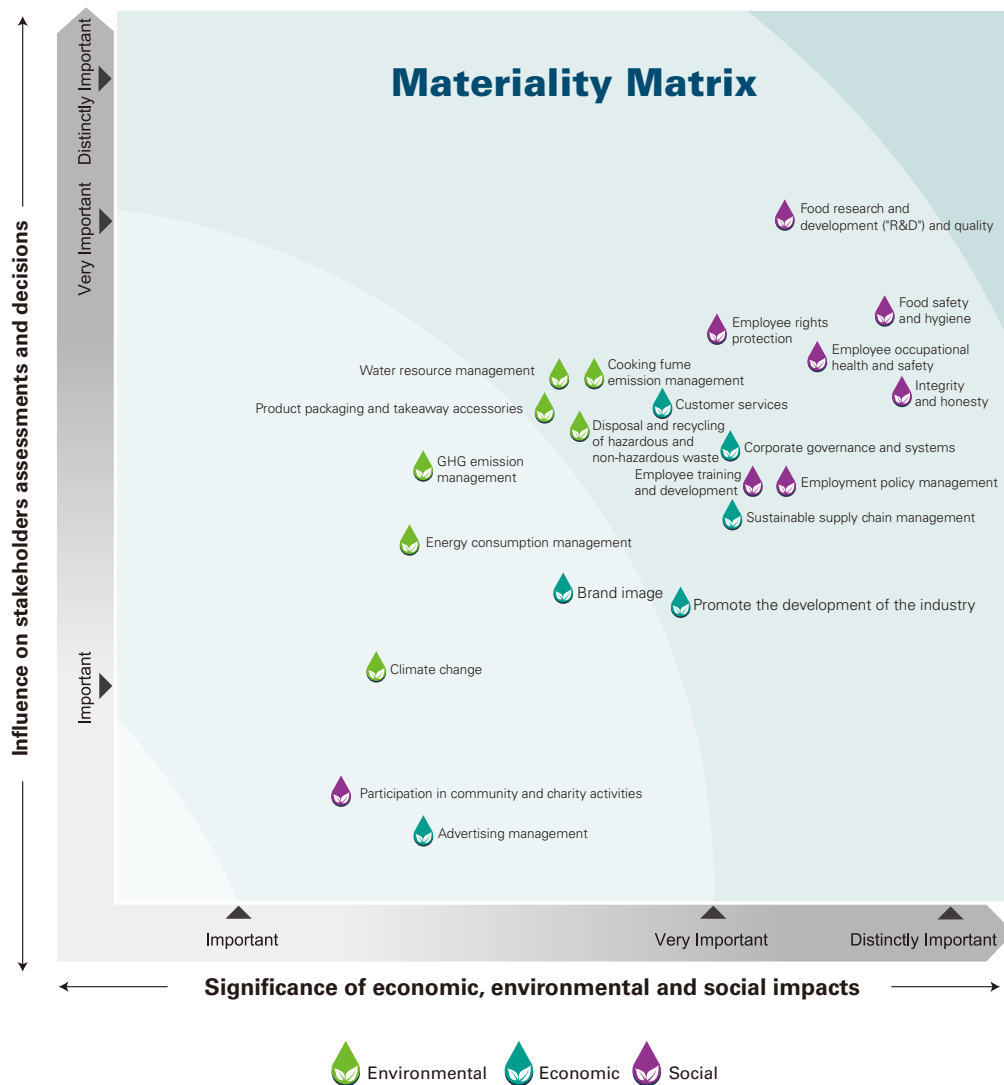 Materiality Matrix
Influence on stakeholders assessments and decisions
Distinctly Important
Very Important
Important
Food research and
development ("R&D") and quality
Food safety
and hygiene
Employee rights
protection
Employee occupational
health and safety
Water resource management
Cooking fume
emission management
Integrity
and honesty
Product packaging and takeaway accessories
Customer services
Disposal and recycling
of hazardous and
non-hazardous waste
Corporate governance and systems
GHG emission
management
Employee training
and development
Employment policy management
Sustainable supply chain management
Energy consumption management
Brand image
Promote the development of the industry
Climate change
Participation in community and charity activities
Advertising management
Important
Very Important
Distinctly Important
Significance of economic, environmental and social impacts
Environmental
Economic
Social